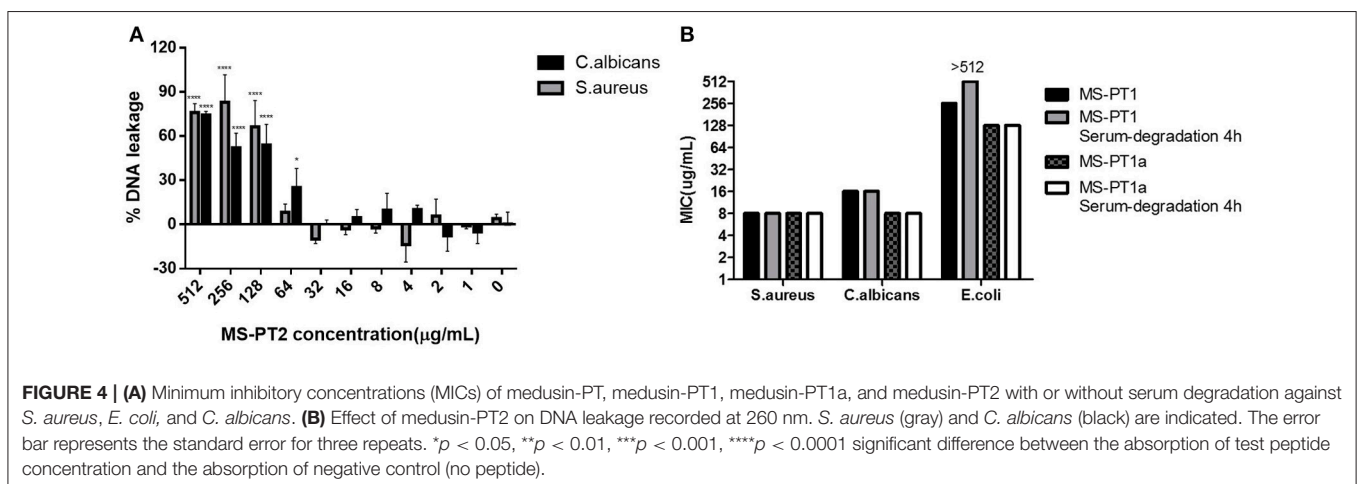 A
120
90
60
30
0
-30
% DNA leakage
**** **** **** **** **** **** *
C.albicans
S.aureus
512 256 128 64 32 16 8 4 2 1 0
MS-PT2 concentration(μg/mL)
B
>512
512
256
128
64
32
16
8
4
2
1
MIC(ug/mL)
S.aureus C.albicans E.coli
MS-PT1
MS-PT1
Serum-degradation 4h
MS-PT1a
MS-PT1a
Serum-degradation 4h
FIGURE 4 | (A) Minimum inhibitory concentrations (MICs) of medusin-PT, medusin-PT1, medusin-PT1a, and medusin-PT2 with or without serum degradation against
S. aureus, E. coli, and C. albicans. (B) Effect of medusin-PT2 on DNA leakage recorded at 260 nm. S. aureus (gray) and C. albicans (black) are indicated. The error
bar represents the standard error for three repeats. *p < 0.05, **p < 0.01, ***p < 0.001, ****p < 0.0001 significant difference between the absorption of test peptide
concentration and the absorption of negative control (no peptide).